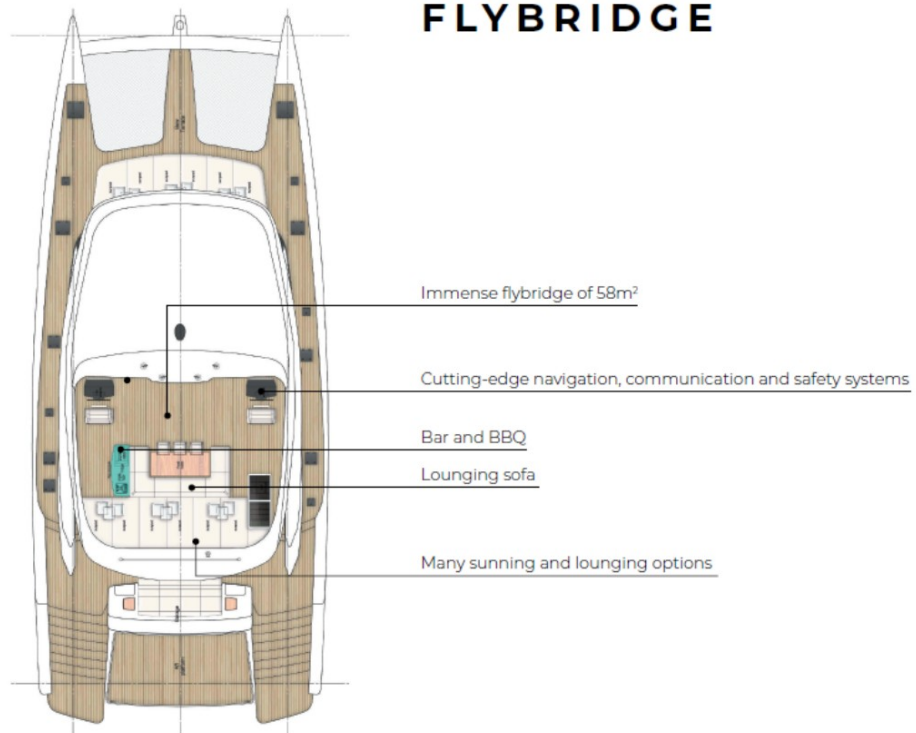 FLYBRIDGE
Immense flybridge of 58m²
Cutting-edge navigation, communication and safety systems
Bar and BBQ
Lounging sofa
Many sunning and lounging options